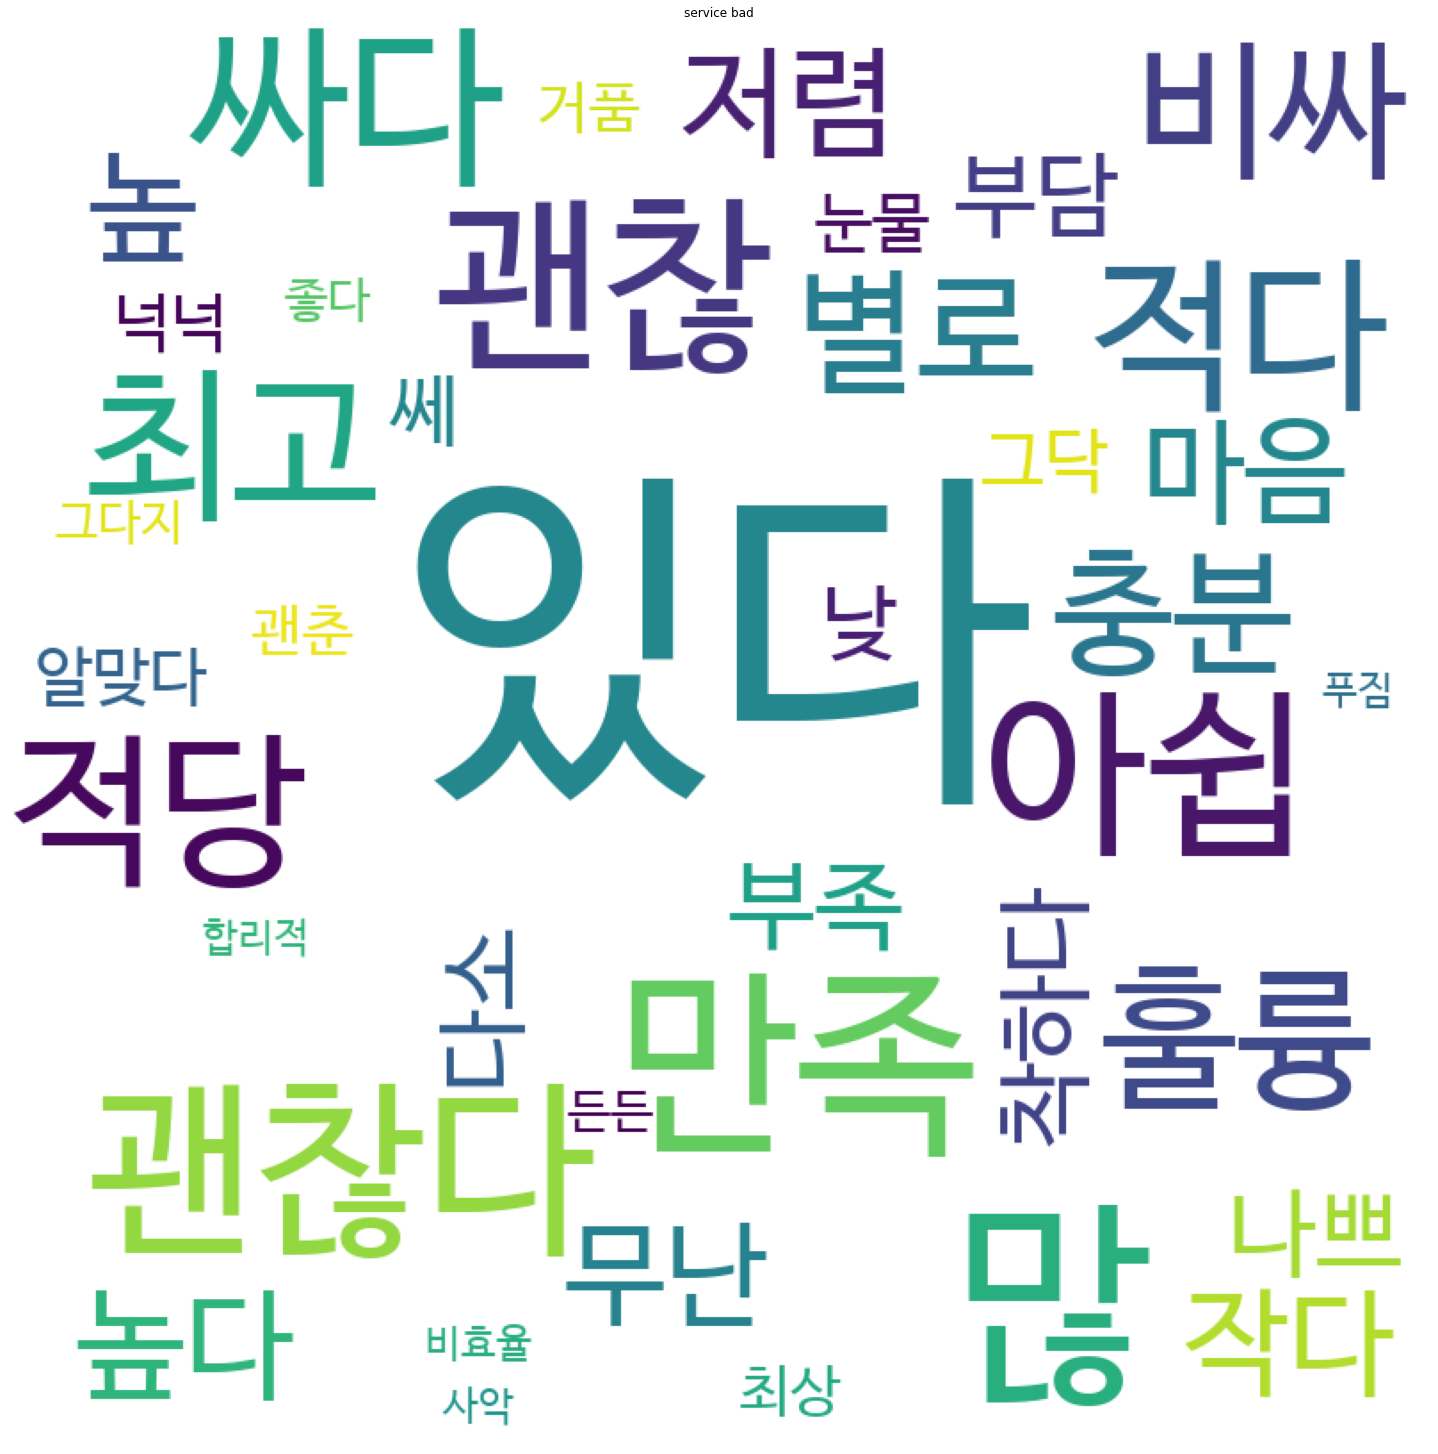 service bad
싸다
거품
저렴
비싸
높
괜찮
눈물
부담
넉넉
좋다
별로
적다
최고
쎄
그닥
마음
그다지
있다
낮
충분
괜춘
알맞다
푸짐
적당
아쉽
합리적
다소
부족
만족
착하다
훌륭
괜찮다
든든
무난
많
나쁘
작다
높다
비효율
사악
최상